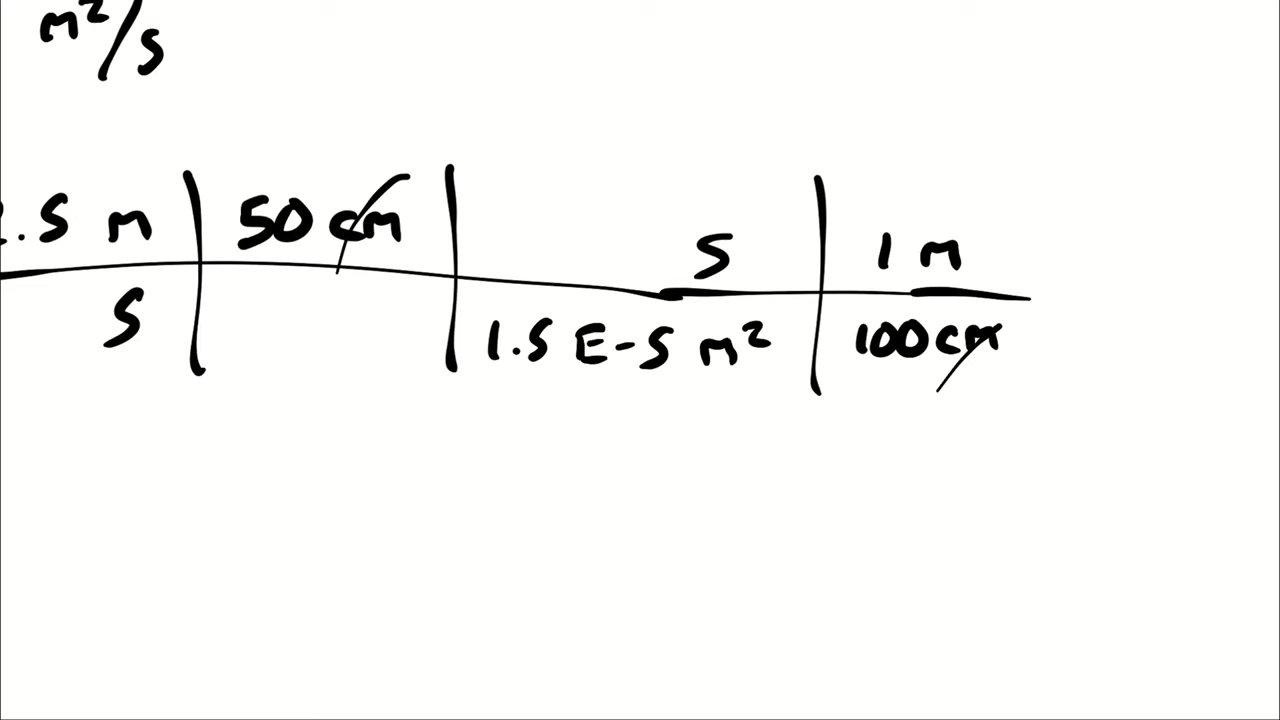 m²/s
.5 m | 50 cm | s | 1 m
s | | 1.5 E-5 m² | 100 cm